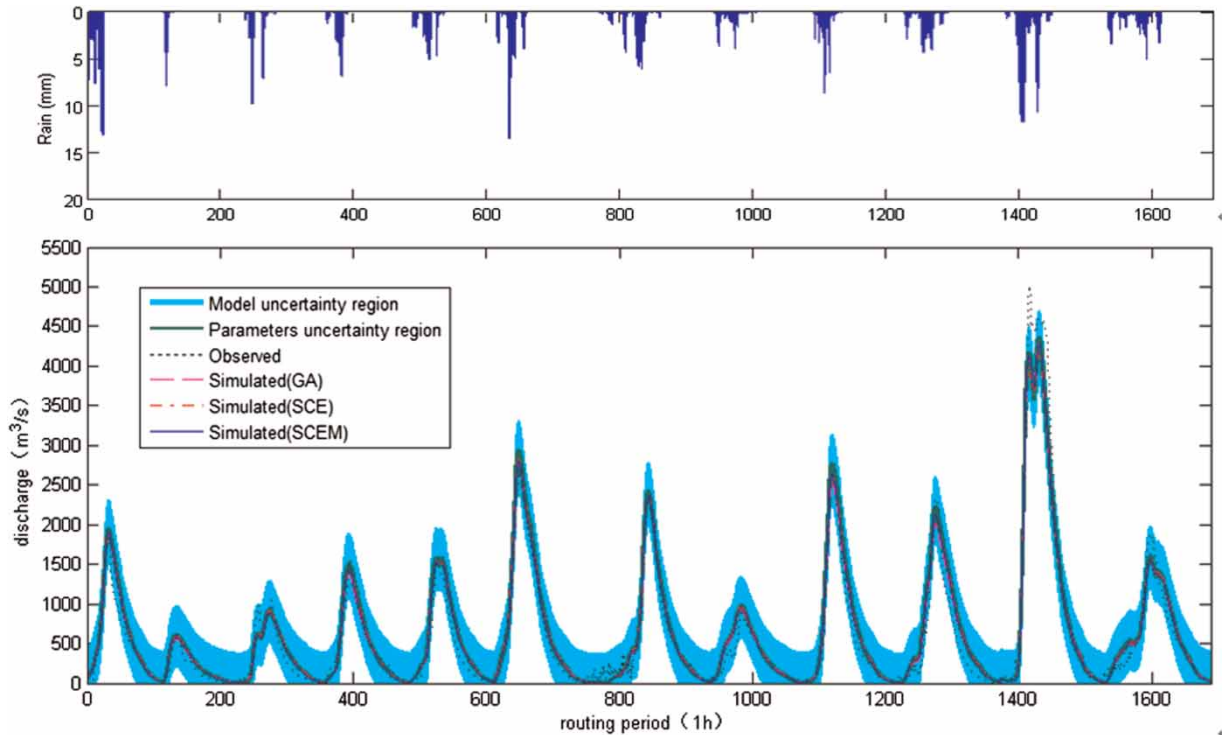 0
5
10
15
20
Rain (mm)
0 200 400 600 800 1000 1200 1400 1600
5500
5000
4500
4000
3500
3000
2500
2000
1500
1000
500
0
discharge（m³/s）
Model uncertainty region
Parameters uncertainty region
Observed
Simulated(GA)
Simulated(SCE)
Simulated(SCEM)
0 200 400 600 800 1000 1200 1400 1600
routing period（1h）